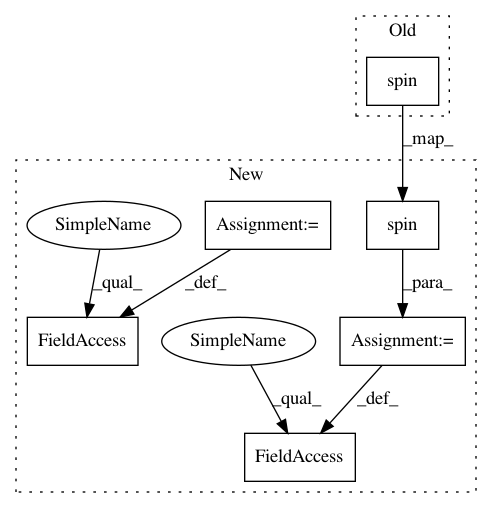 Old
spin
_map_
New
SimpleName
Assignment:=
spin
_qual_
_def_
_para_
FieldAccess
SimpleName
Assignment:=
_qual_
_def_
FieldAccess